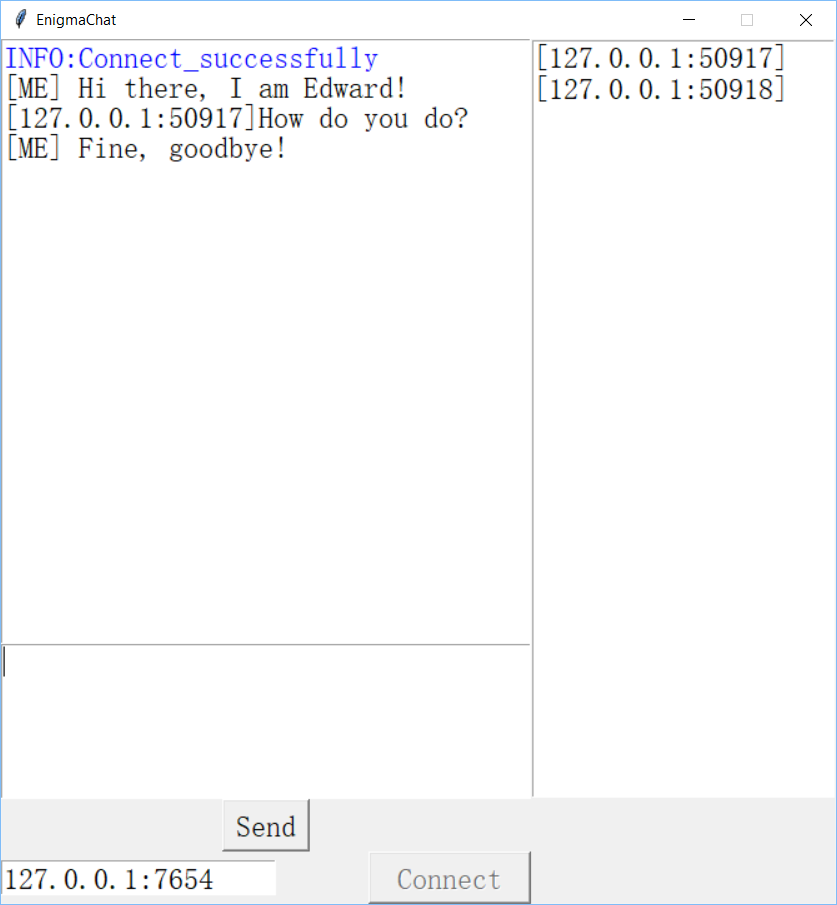 EnigmaChat
INFO:Connect_successfully
[ME] Hi there, I am Edward!
[127.0.0.1:50917]How do you do?
[ME] Fine, goodbye!
[127.0.0.1:50917]
[127.0.0.1:50918]
Send
127.0.0.1:7654
Connect